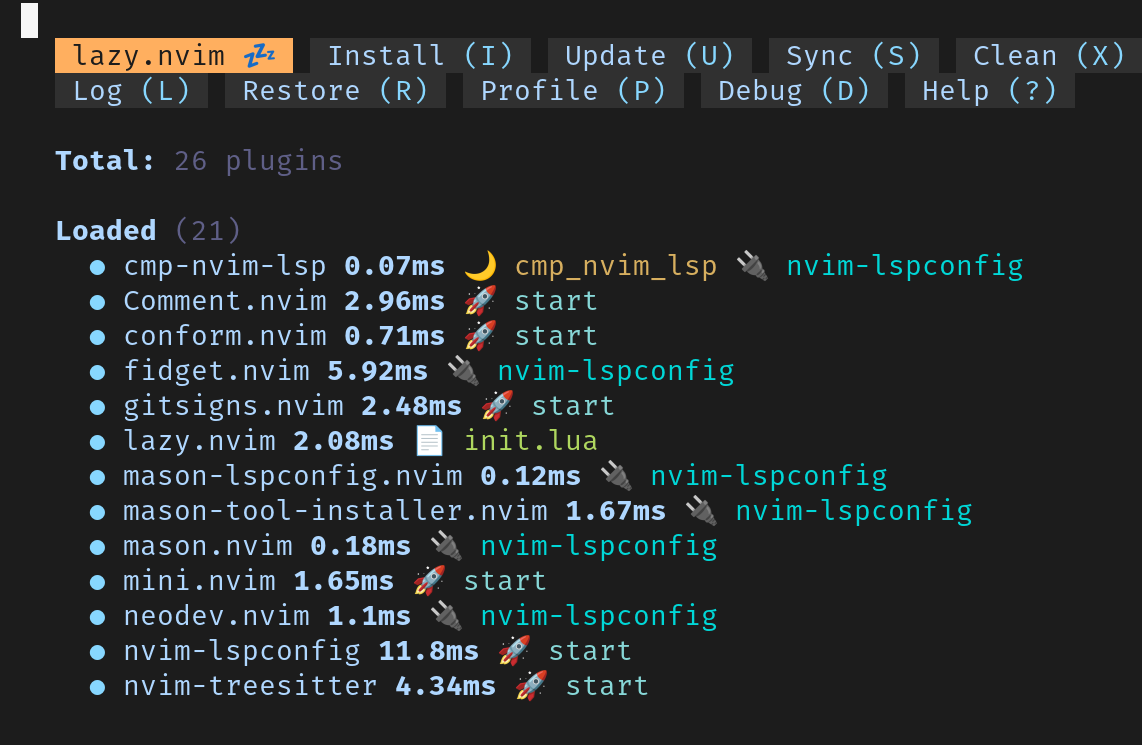 lazy.nvim 💤 Install (I) Update (U) Sync (S) Clean (X)
Log (L) Restore (R) Profile (P) Debug (D) Help (?)
Total: 26 plugins
Loaded (21)
● cmp-nvim-lsp 0.07ms 🌙 cmp_nvim_lsp 🔌 nvim-lspconfig
● Comment.nvim 2.96ms 🚀 start
● conform.nvim 0.71ms 🚀 start
● fidget.nvim 5.92ms 🔌 nvim-lspconfig
● gitsigns.nvim 2.48ms 🚀 start
● lazy.nvim 2.08ms 📄 init.lua
● mason-lspconfig.nvim 0.12ms 🔌 nvim-lspconfig
● mason-tool-installer.nvim 1.67ms 🔌 nvim-lspconfig
● mason.nvim 0.18ms 🔌 nvim-lspconfig
● mini.nvim 1.65ms 🚀 start
● neodev.nvim 1.1ms 🔌 nvim-lspconfig
● nvim-lspconfig 11.8ms 🚀 start
● nvim-treesitter 4.34ms 🚀 start